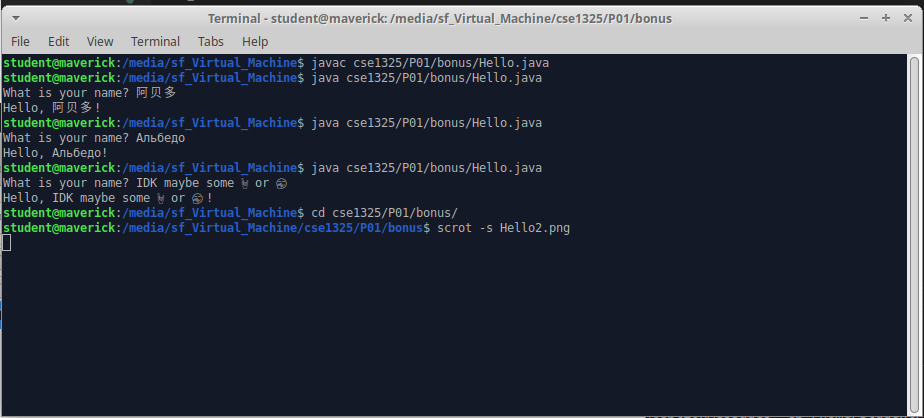 Terminal - student@maverick: /media/sf_Virtual_Machine/cse1325/P01/bonus
File Edit View Terminal Tabs Help
student@maverick:/media/sf_Virtual_Machine$ javac cse1325/P01/bonus/Hello.java
student@maverick:/media/sf_Virtual_Machine$ java cse1325/P01/bonus/Hello.java
What is your name? 阿贝多
Hello, 阿贝多!
student@maverick:/media/sf_Virtual_Machine$ java cse1325/P01/bonus/Hello.java
What is your name? Альбедо
Hello, Альбедо!
student@maverick:/media/sf_Virtual_Machine$ java cse1325/P01/bonus/Hello.java
What is your name? IDK maybe some or
Hello, IDK maybe some or !
student@maverick:/media/sf_Virtual_Machine$ cd cse1325/P01/bonus/
student@maverick:/media/sf_Virtual_Machine/cse1325/P01/bonus$ scrot -s Hello2.png